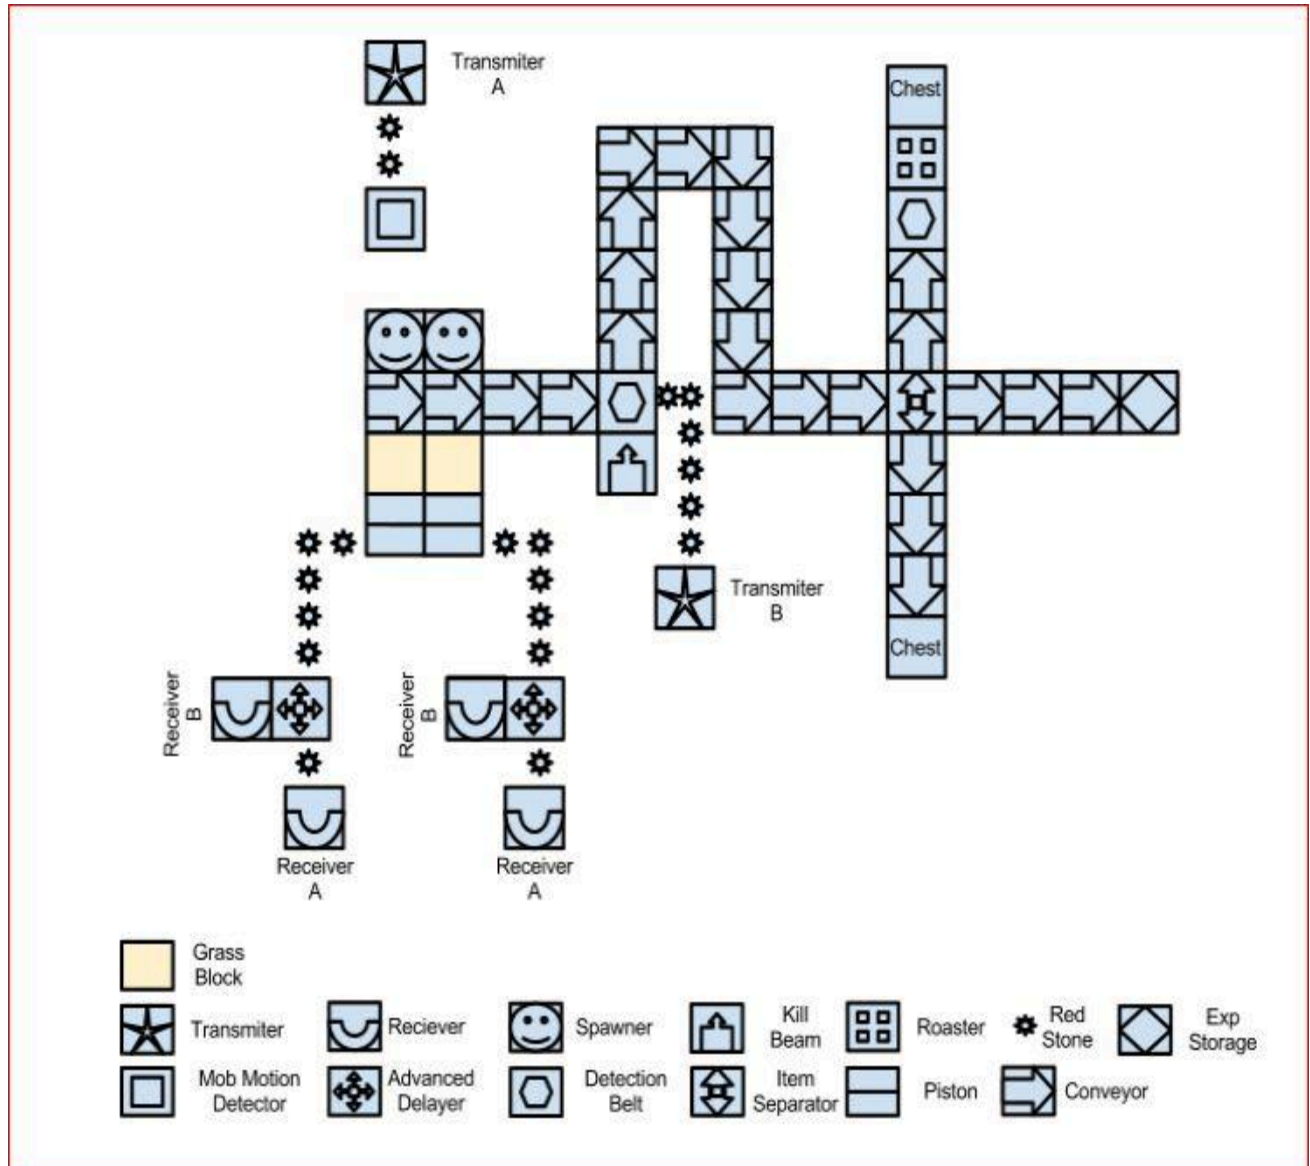 Transmiter
A
Chest
Transmiter
B
Chest
Receiver
B
Receiver
B
Receiver
A
Receiver
A
Grass
Block
Transmiter
Reciever
Spawner
Kill
Beam
Roaster
Red
Stone
Exp
Storage
Mob Motion
Detector
Advanced
Delayer
Detection
Belt
Item
Separator
Piston
Conveyor